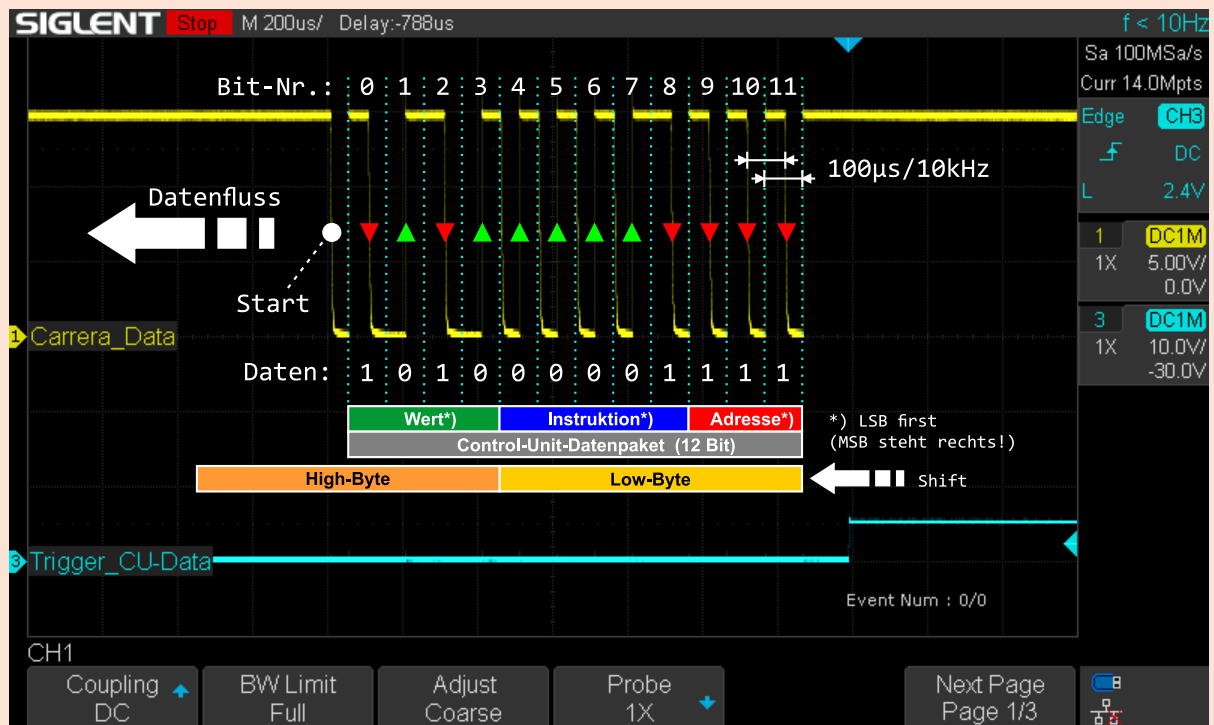 SIGLENT Stop M 200us/ Delay:-788us f < 10Hz
Sa 100MSa/s
Curr 14.0Mpts
Edge CH3
DC
L 2.4V
1 DC1M
1X 5.00V/
0.0V
3 DC1M
1X 10.0V/
-30.0V
Bit-Nr.: 0 1 2 3 4 5 6 7 8 9 10 11
100µs/10kHz
Datenfluss
Start
1 Carrera_Data
Daten: 1 0 1 0 0 0 0 0 1 1 1 1
Wert*) Instruktion*) Adresse*)
Control-Unit-Datenpaket (12 Bit)
*) LSB first
(MSB steht rechts!)
High-Byte Low-Byte
Shift
3 Trigger_CU-Data
Event Num : 0/0
CH1
Coupling BW Limit Adjust Probe Next Page
DC Full Coarse 1X Page 1/3